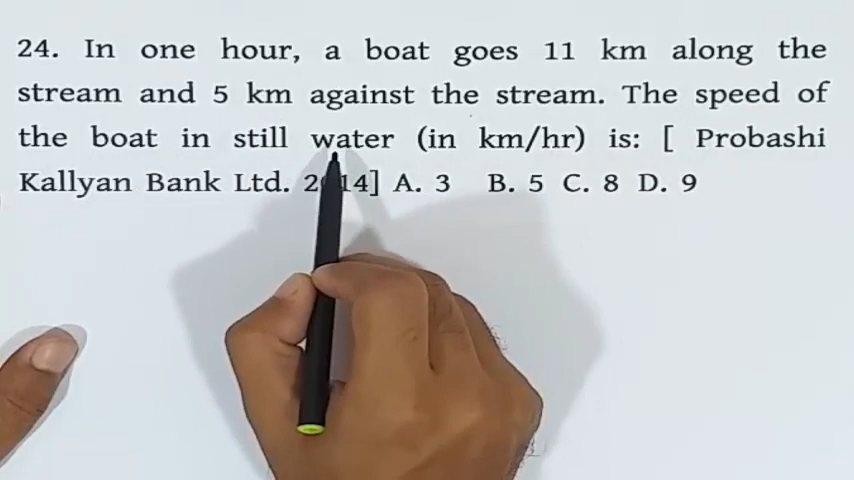 24. In one hour, a boat goes 11 km along the
stream and 5 km against the stream. The speed of
the boat in still water (in km/hr) is: [ Probashi
Kallyan Bank Ltd. 2014] A. 3 B. 5 C. 8 D. 9